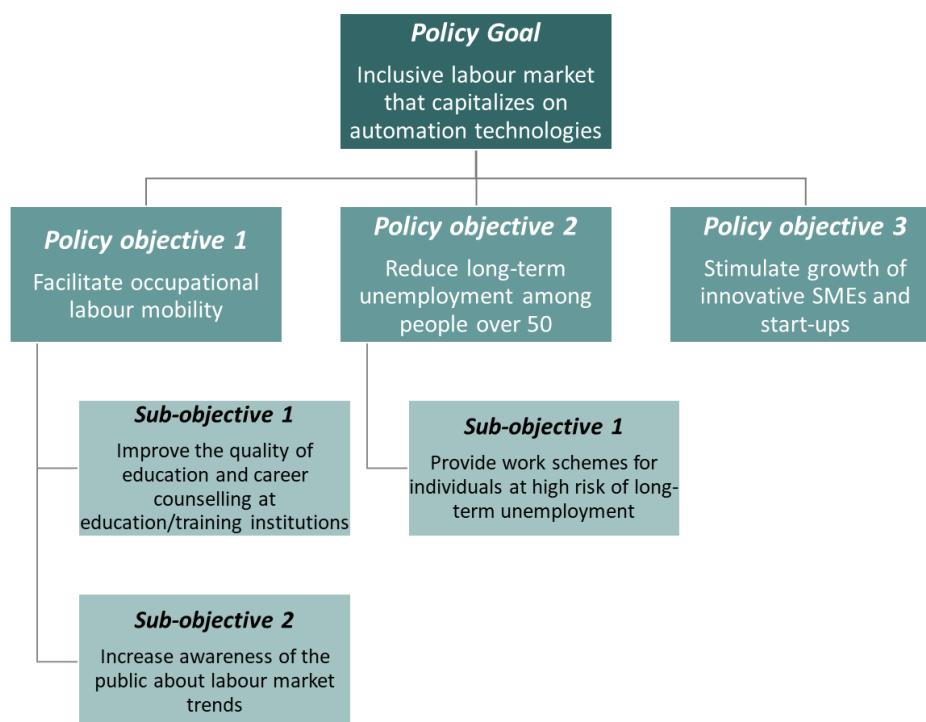 Policy Goal
Inclusive labour market
that capitalizes on
automation technologies
Policy objective 1
Facilitate occupational
labour mobility
Policy objective 2
Reduce long-term
unemployment among
people over 50
Policy objective 3
Stimulate growth of
innovative SMEs and
start-ups
Sub-objective 1
Improve the quality of
education and career
counselling at
education/training institutions
Sub-objective 1
Provide work schemes for
individuals at high risk of long-
term unemployment
Sub-objective 2
Increase awareness of the
public about labour market
trends